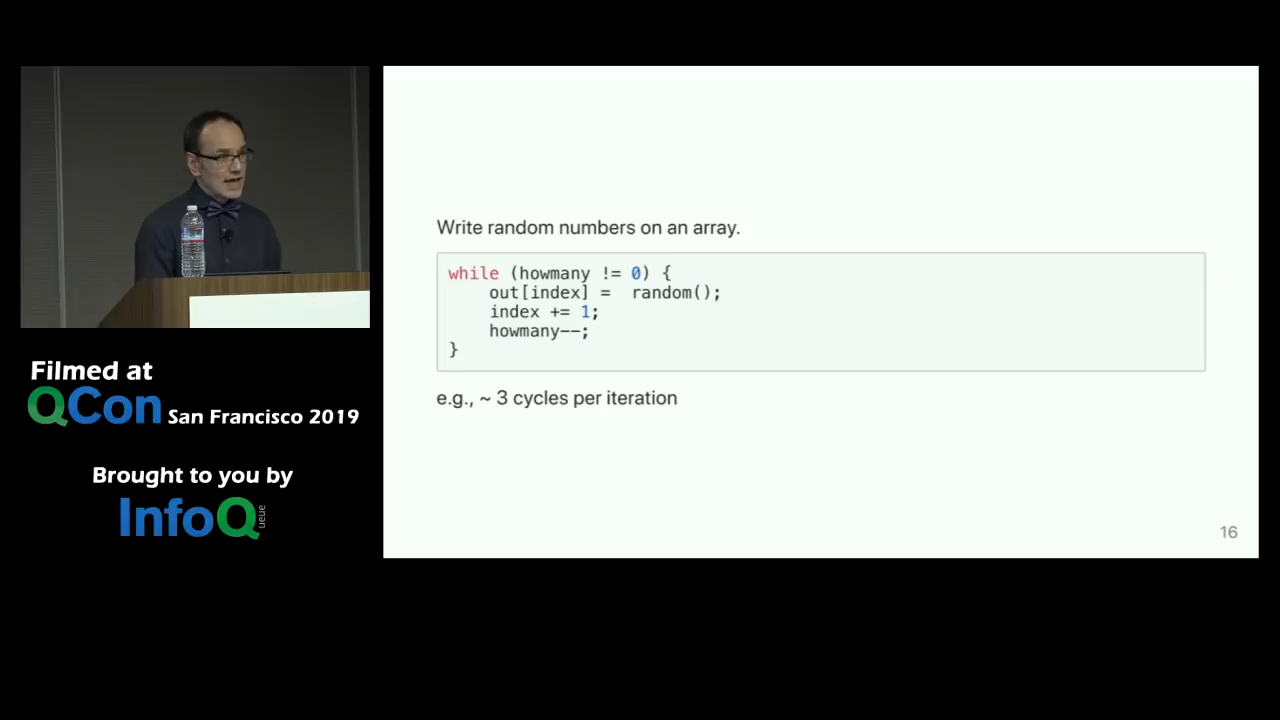 Write random numbers on an array.
while (howmany != 0) {
    out[index] =  random();
    index += 1;
    howmany--;
}
e.g., ~ 3 cycles per iteration
16
Filmed at
QCon San Francisco 2019
Brought to you by
InfoQ
ueue